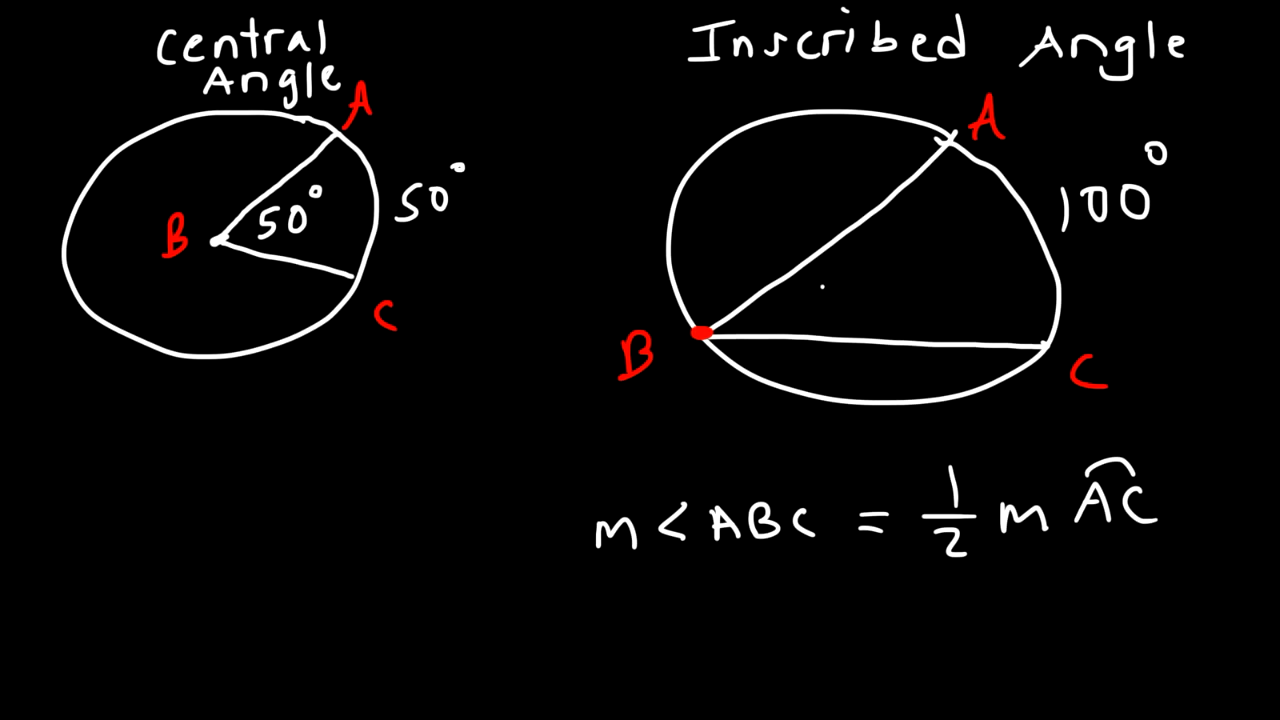 Central
Angle
A
B
50°
50°
C
Inscribed Angle
A
100°
B
C
m<ABC = 1/2 m AC⌒